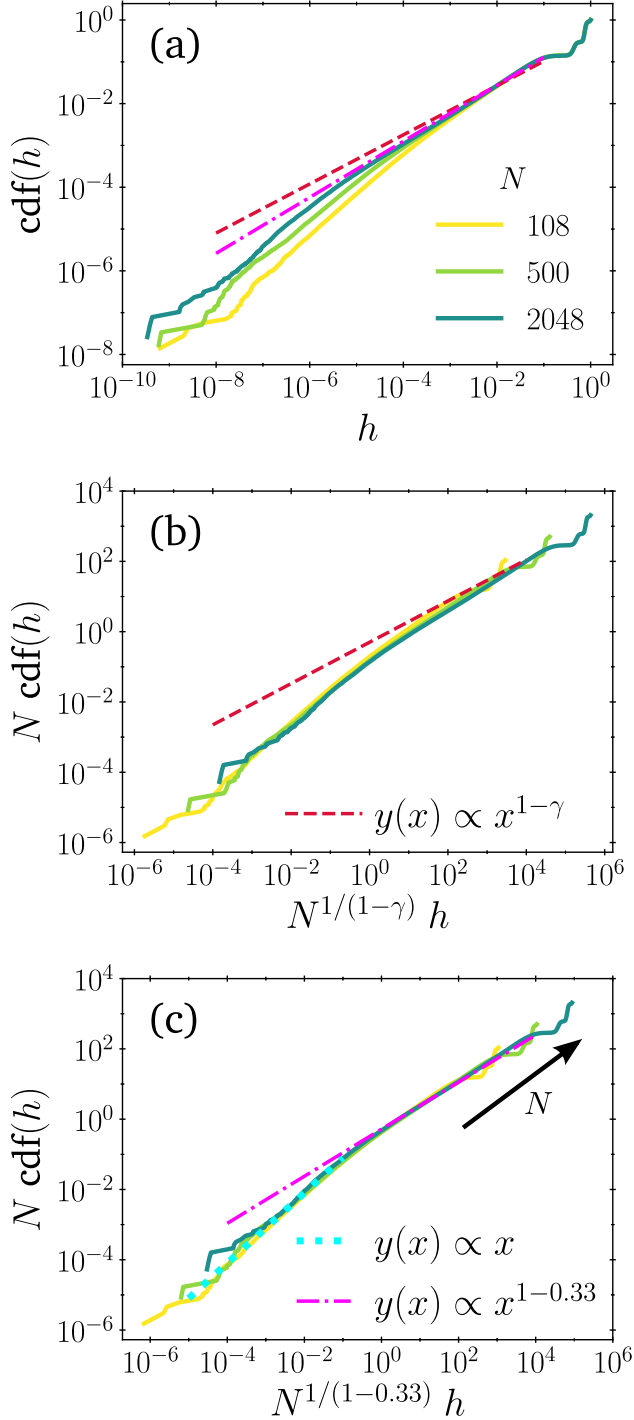 (a)
10^0
10^{-2}
10^{-4}
10^{-6}
10^{-8}
cdf(h)
N
108
500
2048
10^{-10} 10^{-8} 10^{-6} 10^{-4} 10^{-2} 10^0
h
(b)
10^4
10^2
10^0
10^{-2}
10^{-4}
10^{-6}
N cdf(h)
y(x) ∝ x^{1−γ}
10^{-6} 10^{-4} 10^{-2} 10^0 10^2 10^4 10^6
N^{1/(1−γ)} h
(c)
10^4
10^2
10^0
10^{-2}
10^{-4}
10^{-6}
N cdf(h)
N
y(x) ∝ x
y(x) ∝ x^{1−0.33}
10^{-6} 10^{-4} 10^{-2} 10^0 10^2 10^4 10^6
N^{1/(1−0.33)} h